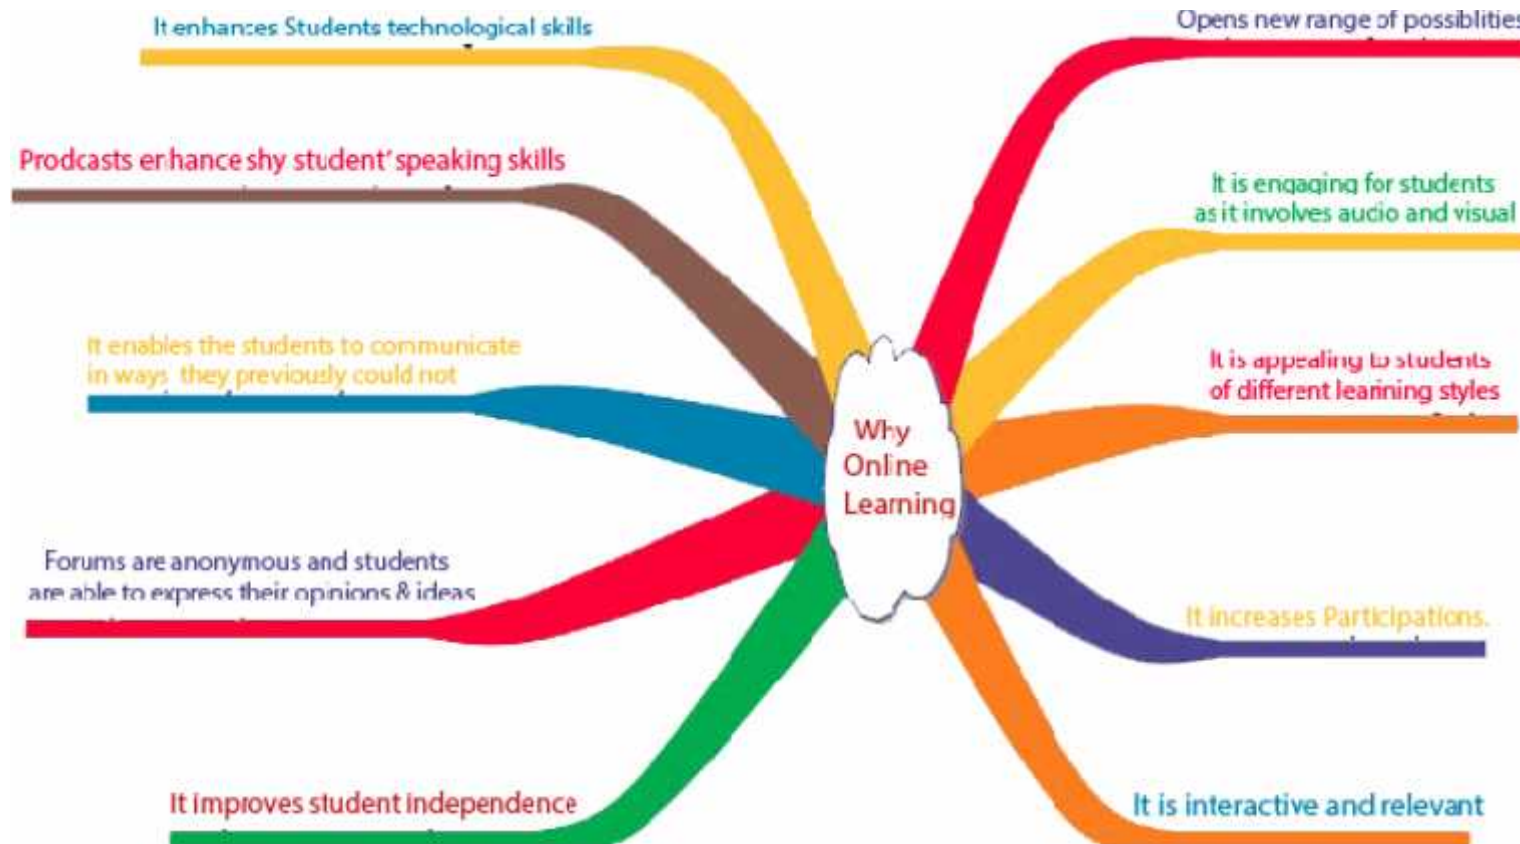 It enhances Students technological skills
Prodcasts enhance shy student' speaking skills
It enables the students to communicate
in ways they previously could not
Forums are anonymous and students
are able to express their opinions & ideas
It improves student independence
Why
Online
Learning
Opens new range of possiblities
It is engaging for students
as it involves audio and visual
It is appealing to students
of different learining styles
It increases Participations.
It is interactive and relevant